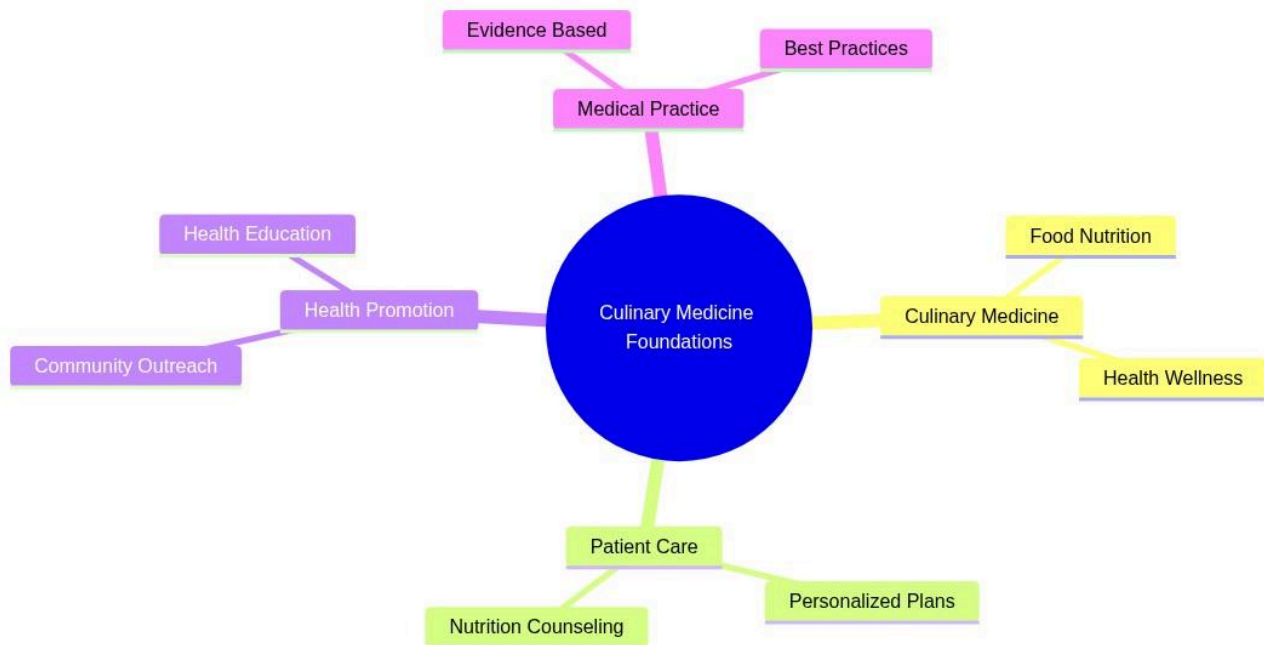 Evidence Based
Best Practices
Medical Practice
Health Education
Food Nutrition
Health Promotion
Culinary Medicine
Foundations
Culinary Medicine
Community Outreach
Health Wellness
Patient Care
Personalized Plans
Nutrition Counseling